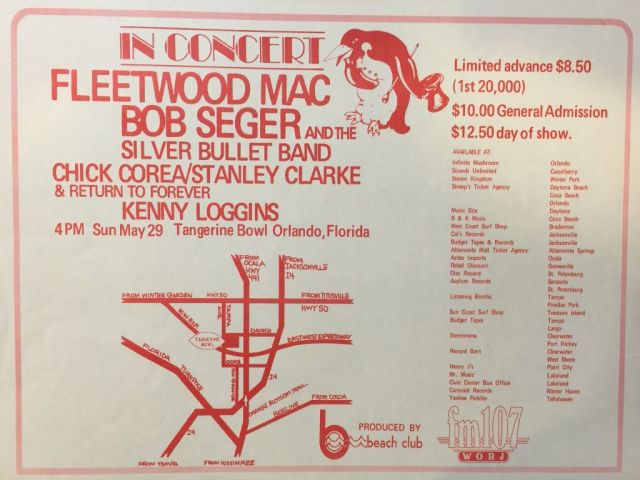 IN CONCERT
FLEETWOOD MAC
BOB SEGER AND THE
SILVER BULLET BAND
CHICK COREA/STANLEY CLARKE
& RETURN TO FOREVER
KENNY LOGGINS
4PM Sun May 29 Tangerine Bowl Orlando, Florida
Limited advance $8.50
(1st 20,000)
$10.00 General Admission
$12.50 day of show.
AVAILABLE AT:
Infinite Mushroom Orlando
Sounds Unlimited Casselberry
Stereo Kingdom Winter Park
Streep's Ticket Agency Daytona Beach
Coco Beach
Orlando
Music Box Daytona
B & K Music Coco Beach
West Coast Surf Shop Bradenton
Cat's Records Jacksonville
Budget Tapes & Records Jacksonville
Altamonte Mall Ticket Agency Altamonte Springs
Aztec Imports Ocala
Rebel Discount Gainesville
Disc Record St. Petersburg
Asylum Records Sarasota
St. Petersburg
Listening Booths Tampa
Pinellas Park
Sun Coast Surf Shop Treasure Island
Budget Tapes Tampa
Largo
Stereorama Clearwater
Port Richey
Record Barn Clearwater
West Shore
Heavy J's Plant City
Mr. Music Lakeland
Civic Center Box Office Lakeland
Carousel Records Winter Haven
Yankee Peddler Tallahassee
FROM OCALA HWY 441
FROM JACKSONVILLE I4
FROM WINTER GARDEN HWY 50 FROM TITUSVILLE
HWY 50
TAMPA AVE.
CHURCH
TANGERINE BOWL
EAST WEST EXPRESSWAY
FLORIDA TURNPIKE
I4
ORANGE BLOSSOM TRAIL
BEELINE FROM COCOA
I4
FROM TAMPA FROM KISSIMMEE
PRODUCED BY
beach club
fm107
WORJ